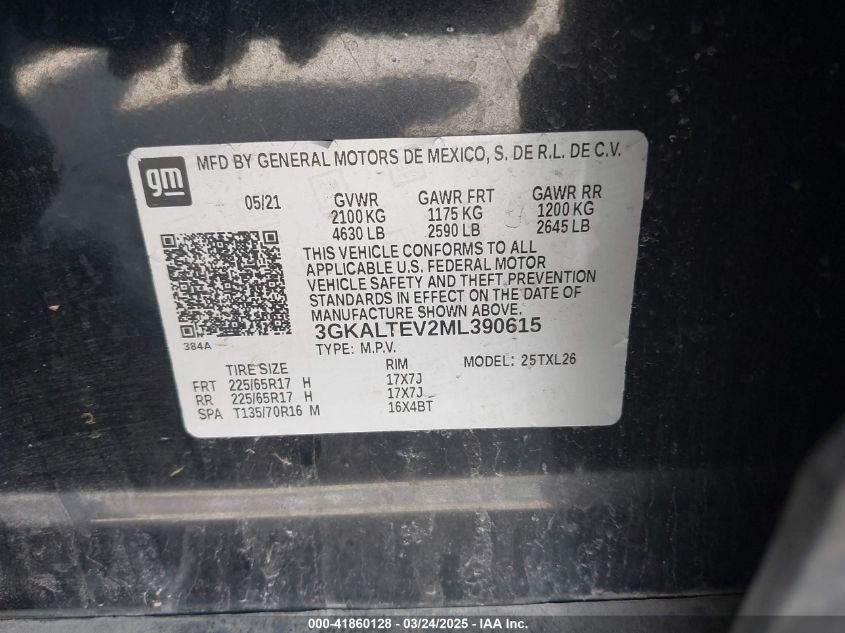 gm
MFD BY GENERAL MOTORS DE MEXICO, S. DE R.L. DE C.V.
05/21 GVWR GAWR FRT GAWR RR
2100 KG 1175 KG 1200 KG
4630 LB 2590 LB 2645 LB
THIS VEHICLE CONFORMS TO ALL
APPLICABLE U.S. FEDERAL MOTOR
VEHICLE SAFETY AND THEFT PREVENTION
STANDARDS IN EFFECT ON THE DATE OF
MANUFACTURE SHOWN ABOVE.
384A
3GKALTEV2ML390615
TYPE: M.P.V. MODEL: 25TXL26
TIRE SIZE RIM
FRT 225/65R17 H 17X7J
RR 225/65R17 H 17X7J
SPA T135/70R16 M 16X4BT
000-41860128 - 03/24/2025 - IAA Inc.